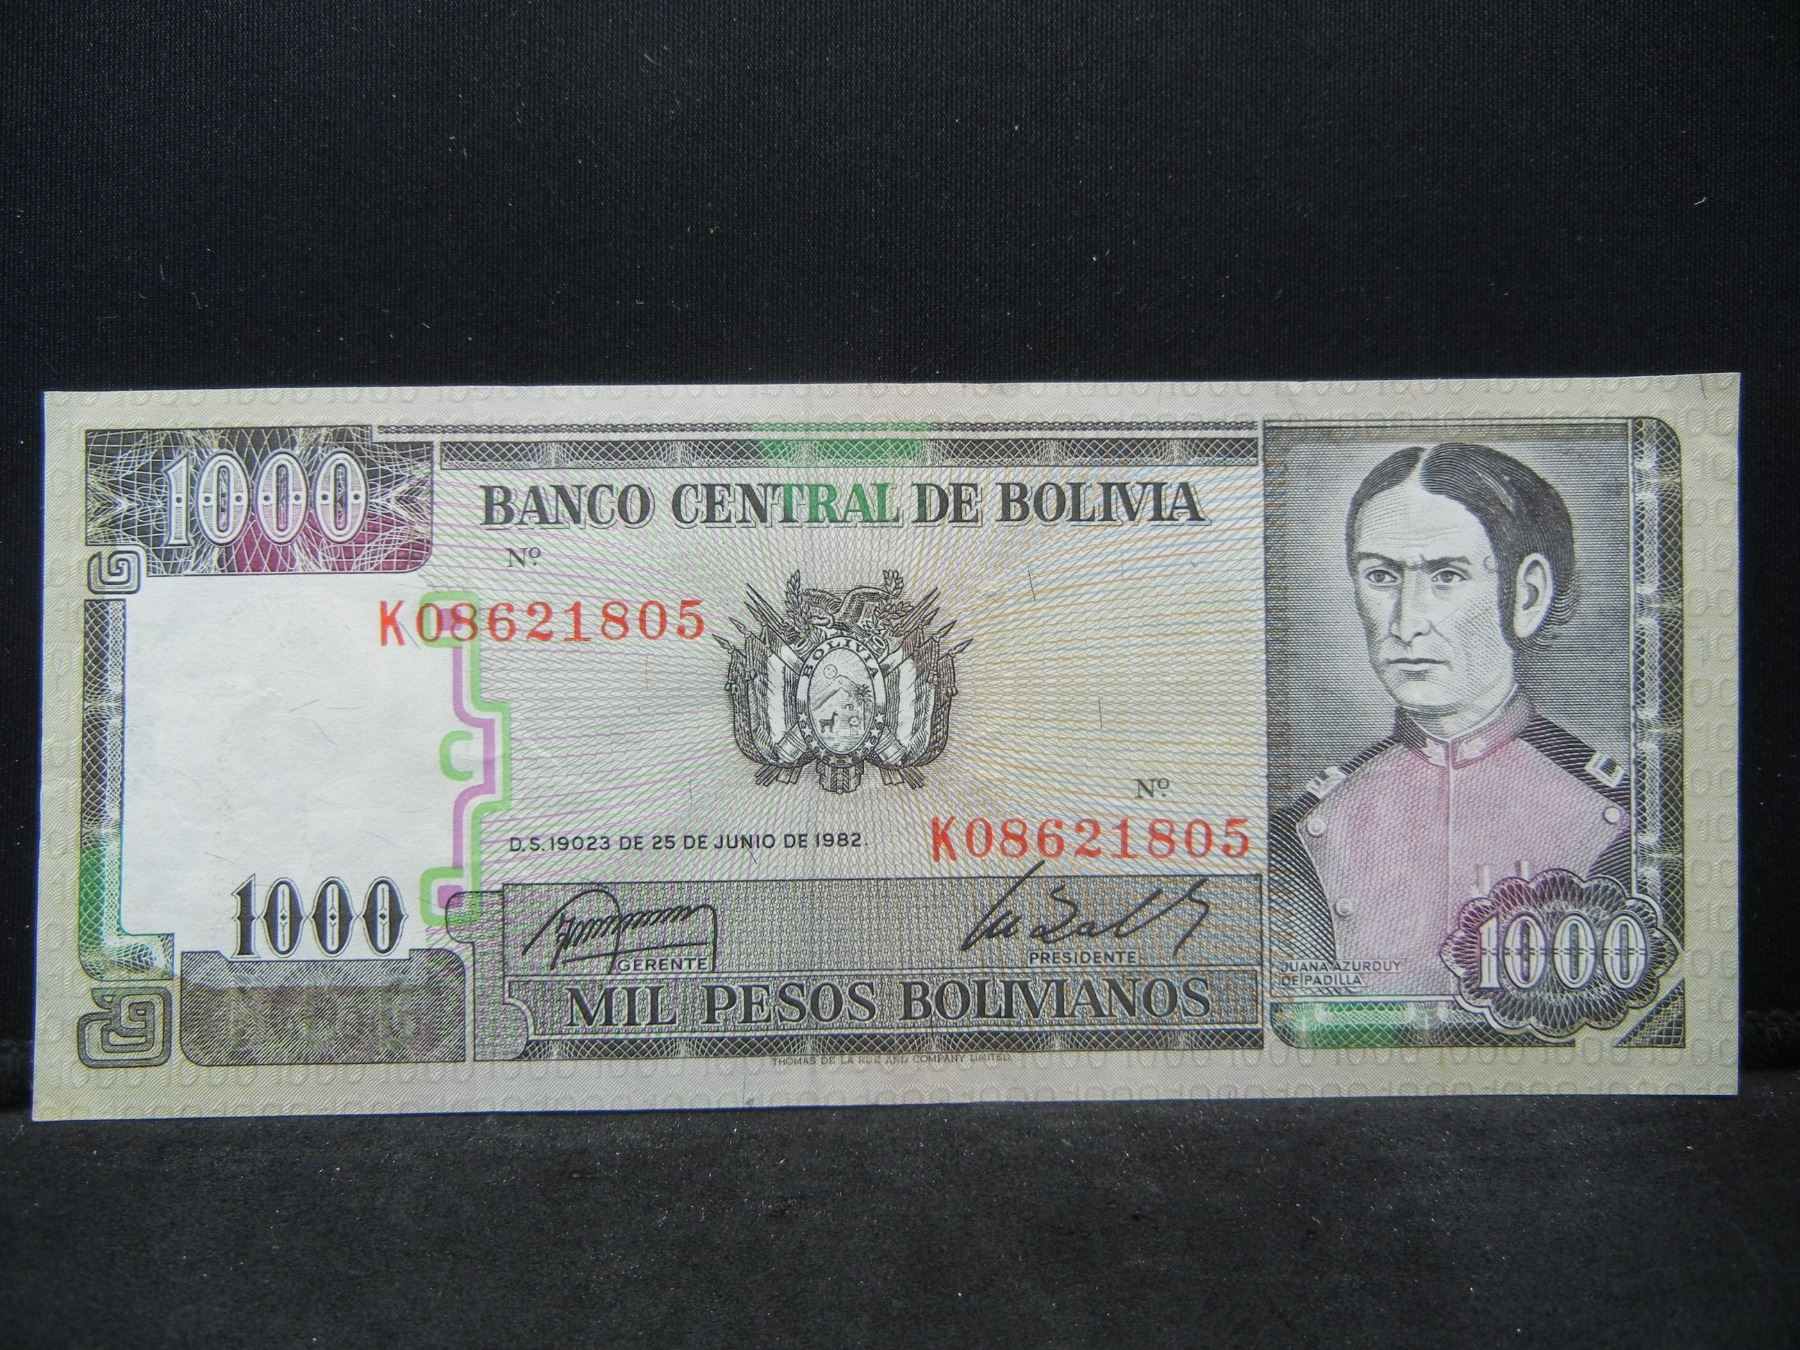 1000
BANCO CENTRAL DE BOLIVIA
Nº
K08621805
BOLIVIA
Nº
K08621805
D.S. 19023 DE 25 DE JUNIO DE 1982.
1000
GERENTE
PRESIDENTE
MIL PESOS BOLIVIANOS
JUANA AZURDUY
DE PADILLA
1000
THOMAS DE LA RUE AND COMPANY LIMITED.